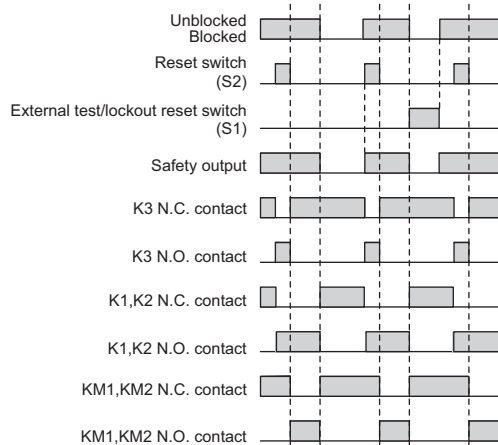 Unblocked
Blocked
Reset switch
(S2)
External test/lockout reset switch
(S1)
Safety output
K3 N.C. contact
K3 N.O. contact
K1,K2 N.C. contact
K1,K2 N.O. contact
KM1,KM2 N.C. contact
KM1,KM2 N.O. contact